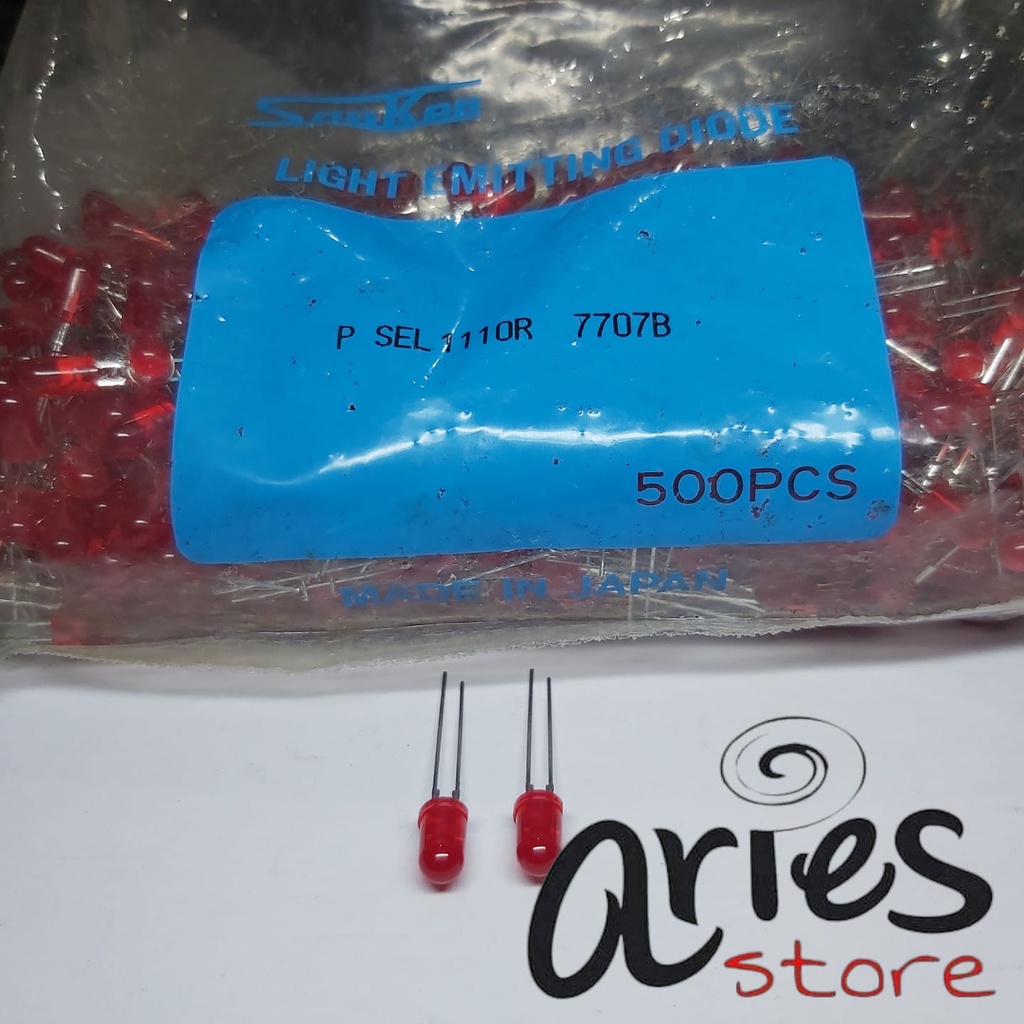 SanKen
LIGHT EMITTING DIODE
P SEL 1110R 7707B
500PCS
MADE IN JAPAN
aries
store